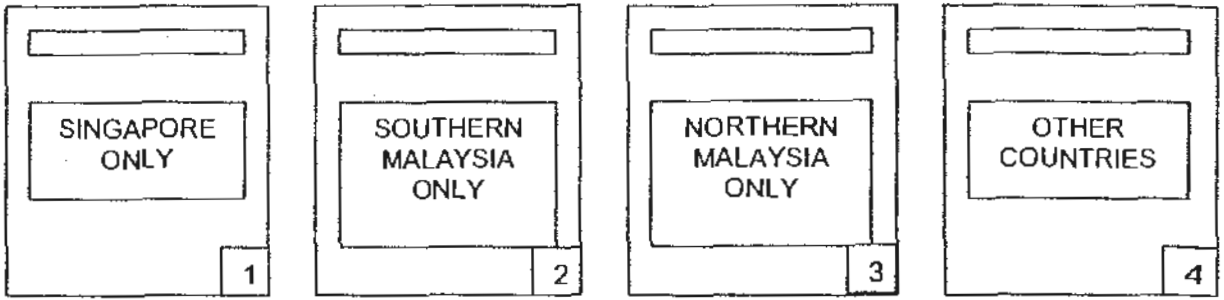 SINGAPORE
ONLY
1
SOUTHERN
MALAYSIA
ONLY
2
NORTHERN
MALAYSIA
ONLY
3
OTHER
COUNTRIES
4